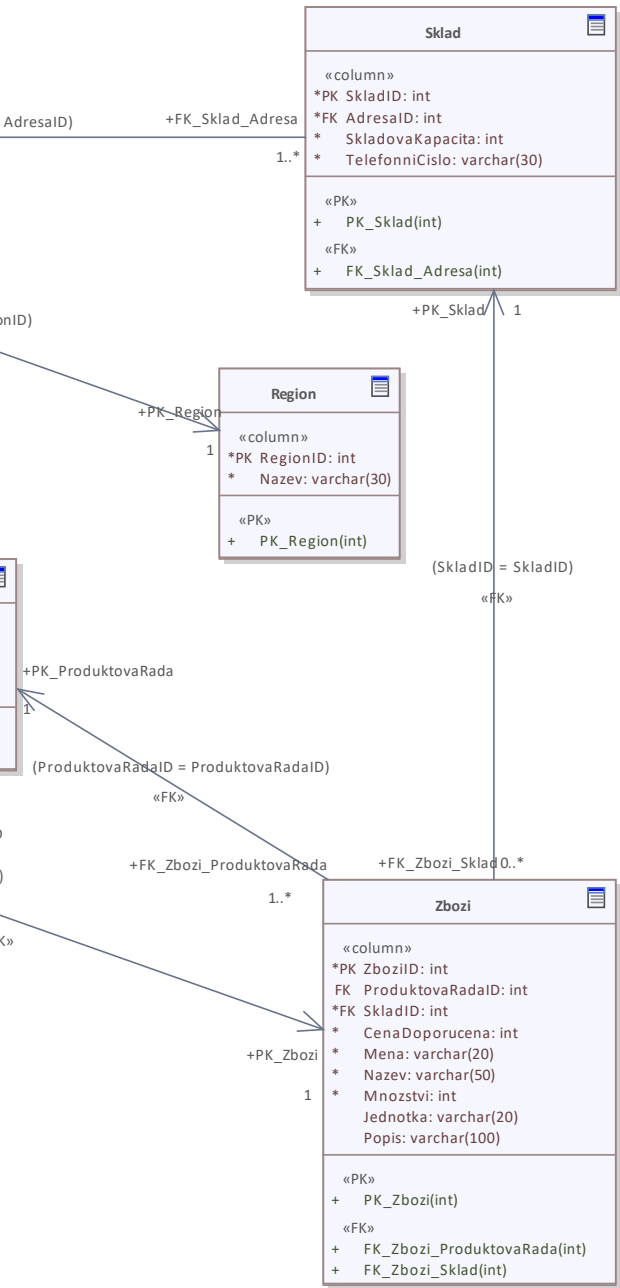 Sklad
«column»
*PK SkladID: int
*FK AdresaID: int
* SkladovaKapacita: int
* TelefonniCislo: varchar(30)
«PK»
+ PK_Sklad(int)
«FK»
+ FK_Sklad_Adresa(int)
AdresaID)
+FK_Sklad_Adresa
1..*
+PK_Sklad
1
onID)
+PK_Region
1
Region
«column»
*PK RegionID: int
* Nazev: varchar(30)
«PK»
+ PK_Region(int)
(SkladID = SkladID)
«FK»
+PK_ProduktovaRada
1
(ProduktovaRadaID = ProduktovaRadaID)
«FK»
+FK_Zbozi_ProduktovaRada
1..*
+FK_Zbozi_Sklad
0..*
)
K»
+PK_Zbozi
1
Zbozi
«column»
*PK ZboziID: int
FK ProduktovaRadaID: int
*FK SkladID: int
* CenaDoporucena: int
* Mena: varchar(20)
* Nazev: varchar(50)
* Mnozstvi: int
Jednotka: varchar(20)
Popis: varchar(100)
«PK»
+ PK_Zbozi(int)
«FK»
+ FK_Zbozi_ProduktovaRada(int)
+ FK_Zbozi_Sklad(int)